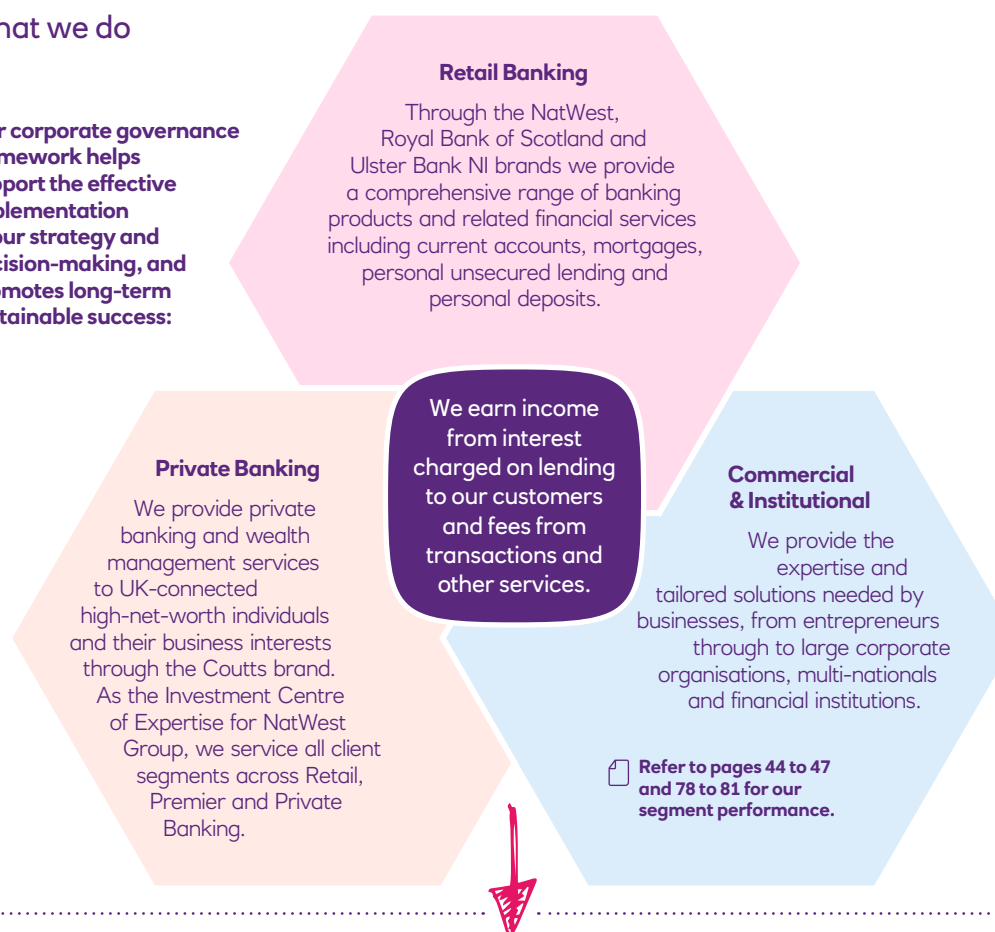 hat we do
r corporate governance
mework helps
pport the effective
plementation
our strategy and
cision-making, and
omotes long-term
stainable success:
Retail Banking
Through the NatWest,
Royal Bank of Scotland and
Ulster Bank NI brands we provide
a comprehensive range of banking
products and related financial services
including current accounts, mortgages,
personal unsecured lending and
personal deposits.
We earn income
from interest
charged on lending
to our customers
and fees from
transactions and
other services.
Private Banking
We provide private
banking and wealth
management services
to UK-connected
high-net-worth individuals
and their business interests
through the Coutts brand.
As the Investment Centre
of Expertise for NatWest
Group, we service all client
segments across Retail,
Premier and Private
Banking.
Commercial
& Institutional
We provide the
expertise and
tailored solutions needed by
businesses, from entrepreneurs
through to large corporate
organisations, multi-nationals
and financial institutions.
Refer to pages 44 to 47
and 78 to 81 for our
segment performance.